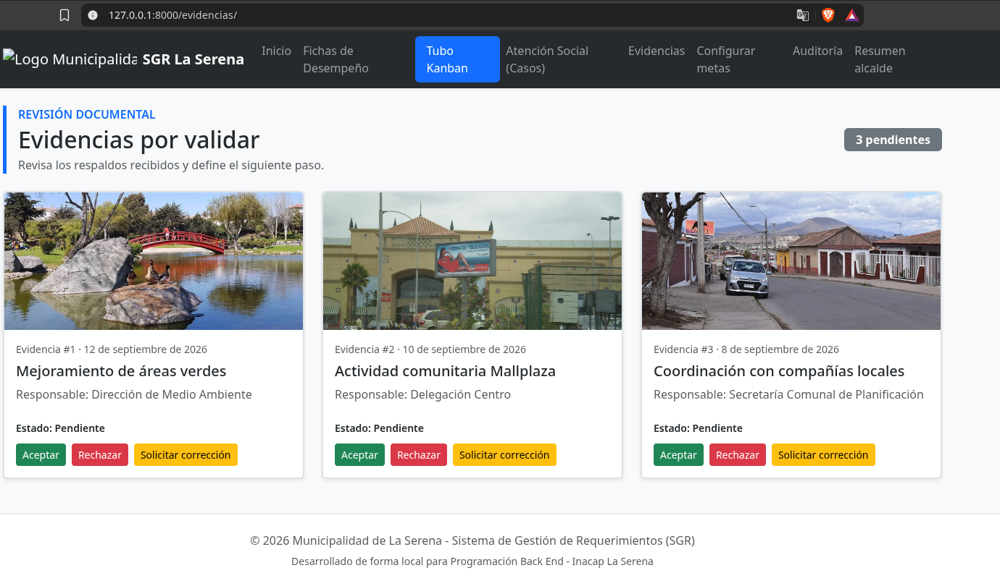 127.0.0.1:8000/evidencias/
Logo Municipalida
SGR La Serena
Inicio
Fichas de
Desempeño
Tubo
Kanban
Atención Social
(Casos)
Evidencias
Configurar
metas
Auditoría
Resumen
alcalde
REVISIÓN DOCUMENTAL
Evidencias por validar
Revisa los respaldos recibidos y define el siguiente paso.
3 pendientes
ZONA DE LIQUIDACION
Evidencia #1 · 12 de septiembre de 2026
Mejoramiento de áreas verdes
Responsable: Dirección de Medio Ambiente
Estado: Pendiente
Aceptar
Rechazar
Solicitar corrección
Evidencia #2 · 10 de septiembre de 2026
Actividad comunitaria Mallplaza
Responsable: Delegación Centro
Estado: Pendiente
Aceptar
Rechazar
Solicitar corrección
Evidencia #3 · 8 de septiembre de 2026
Coordinación con compañías locales
Responsable: Secretaría Comunal de Planificación
Estado: Pendiente
Aceptar
Rechazar
Solicitar corrección
© 2026 Municipalidad de La Serena - Sistema de Gestión de Requerimientos (SGR)
Desarrollado de forma local para Programación Back End - Inacap La Serena